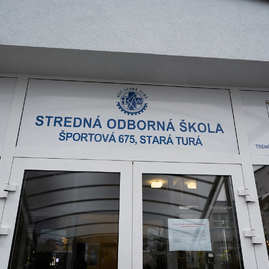 STREDNÁ ODBORNÁ ŠKOLA
ŠPORTOVÁ 675, STARÁ TURÁ